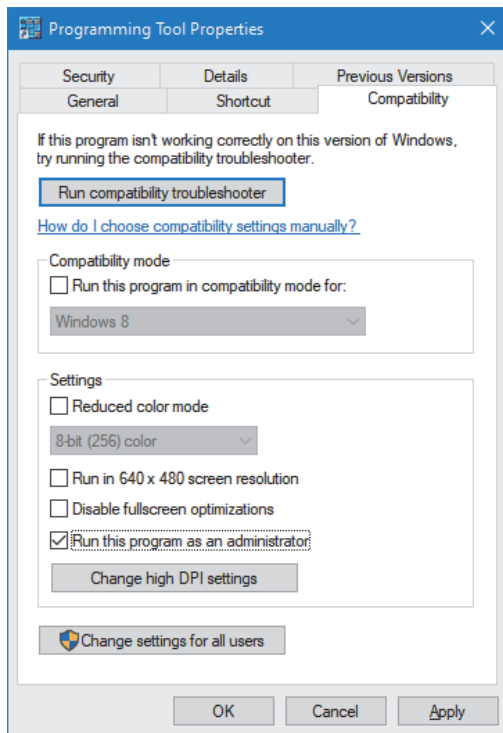 Programming Tool Properties
Security Details Previous Versions
General Shortcut Compatibility
If this program isn't working correctly on this version of Windows,
try running the compatibility troubleshooter.
Run compatibility troubleshooter
How do I choose compatibility settings manually?
Compatibility mode
Run this program in compatibility mode for:
Windows 8
Settings
Reduced color mode
8-bit (256) color
Run in 640 x 480 screen resolution
Disable fullscreen optimizations
Run this program as an administrator
Change high DPI settings
Change settings for all users
OK Cancel Apply